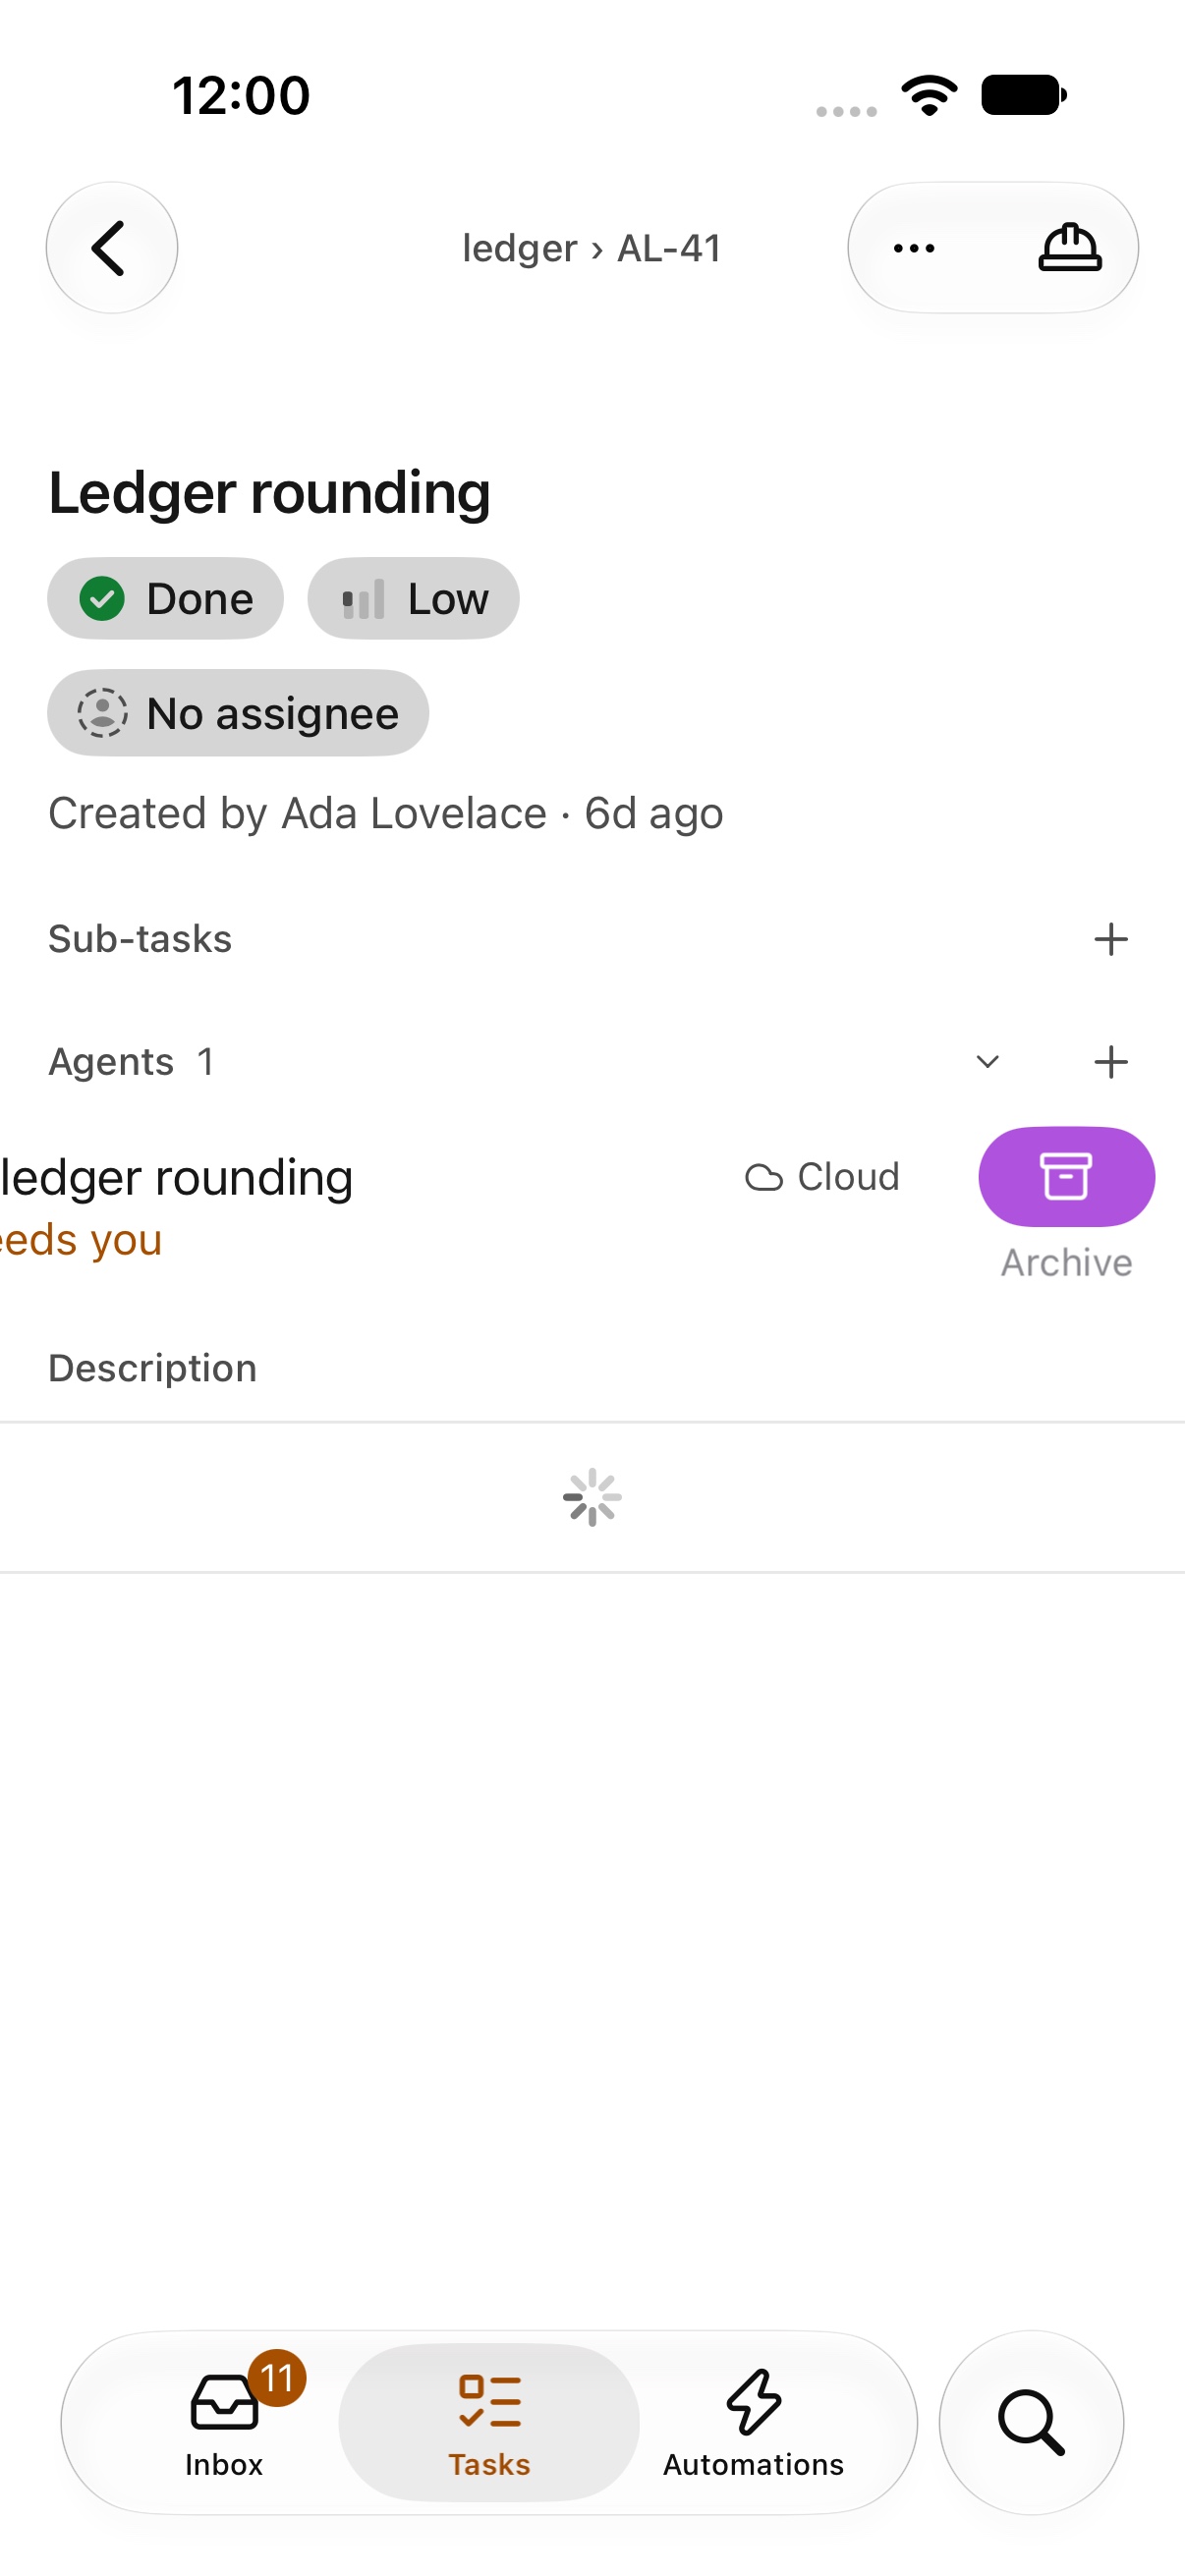 12:00
ledger › AL-41
Ledger rounding
Done
Low
No assignee
Created by Ada Lovelace · 6d ago
Sub-tasks
Agents 1
ledger rounding
Cloud
eeds you
Archive
Description
11
Inbox
Tasks
Automations